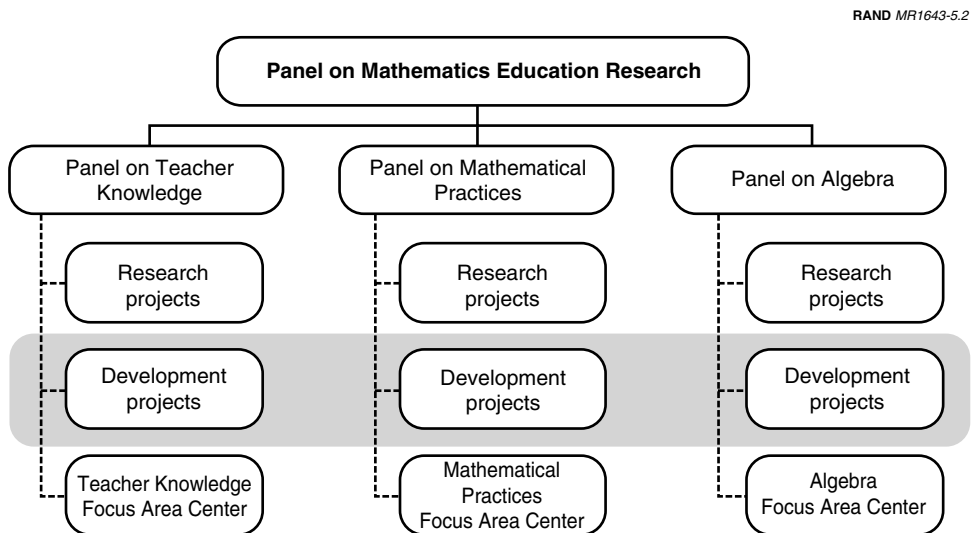 RAND MR1643-5.2
Panel on Mathematics Education Research
Panel on Teacher
Knowledge
Panel on Mathematical
Practices
Panel on Algebra
Research
projects
Research
projects
Research
projects
Development
projects
Development
projects
Development
projects
Teacher Knowledge
Focus Area Center
Mathematical
Practices
Focus Area Center
Algebra
Focus Area Center